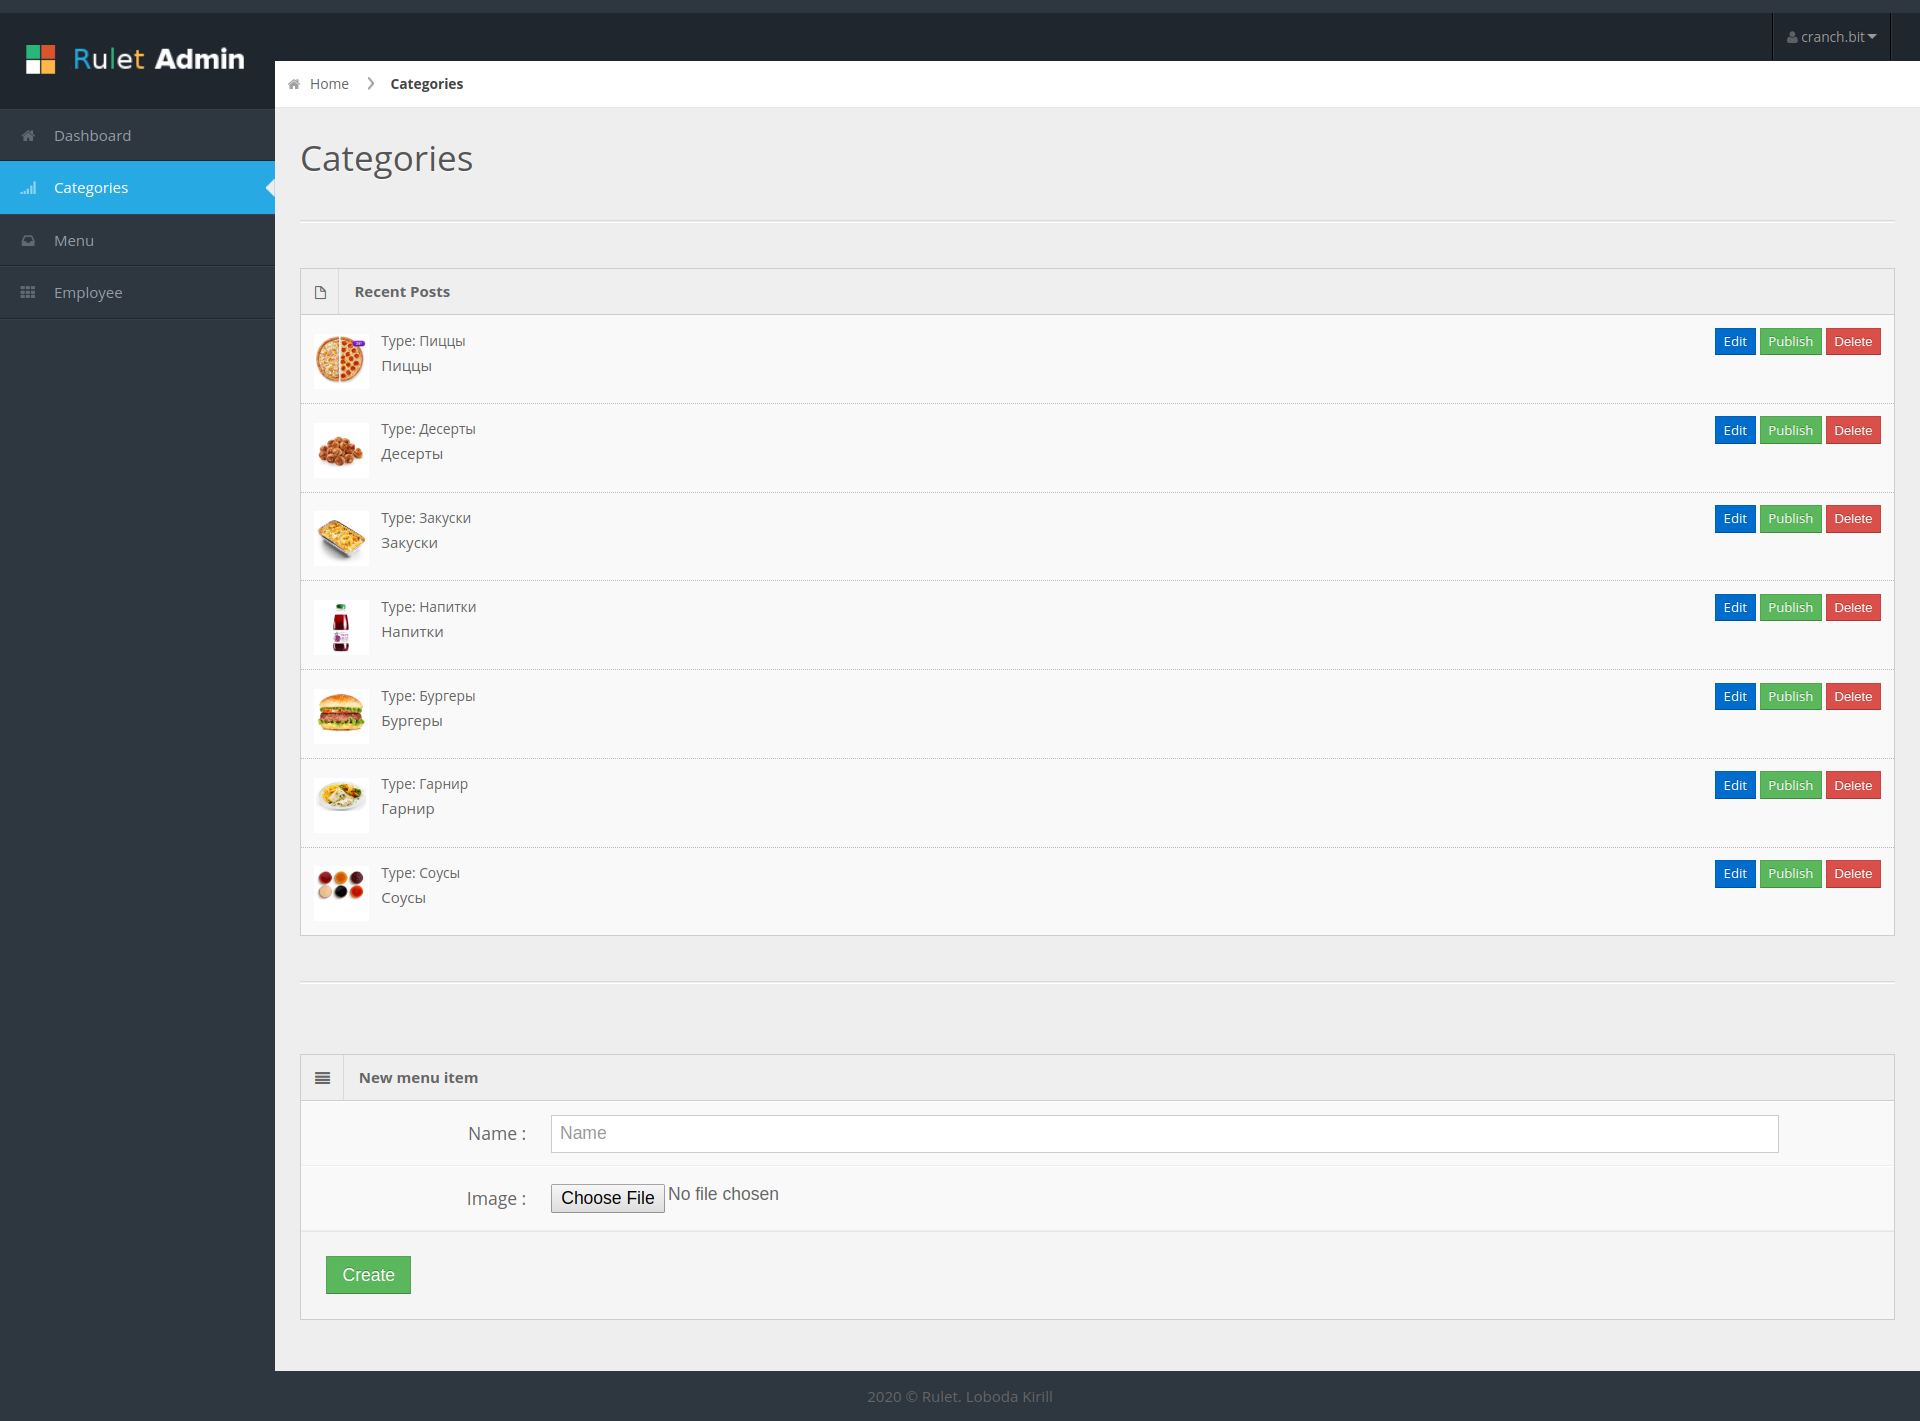 Rulet Admin
cranch.bit
Home
Categories
Dashboard
Categories
Menu
Employee
Categories
Recent Posts
Type: Пиццы
Пиццы
Edit Publish Delete
Type: Десерты
Десерты
Edit Publish Delete
Type: Закуски
Закуски
Edit Publish Delete
Type: Напитки
Напитки
Edit Publish Delete
Type: Бургеры
Бургеры
Edit Publish Delete
Type: Гарнир
Гарнир
Edit Publish Delete
Type: Соусы
Соусы
Edit Publish Delete
New menu item
Name : Name
Image : Choose File No file chosen
Create
2020 © Rulet. Loboda Kirill